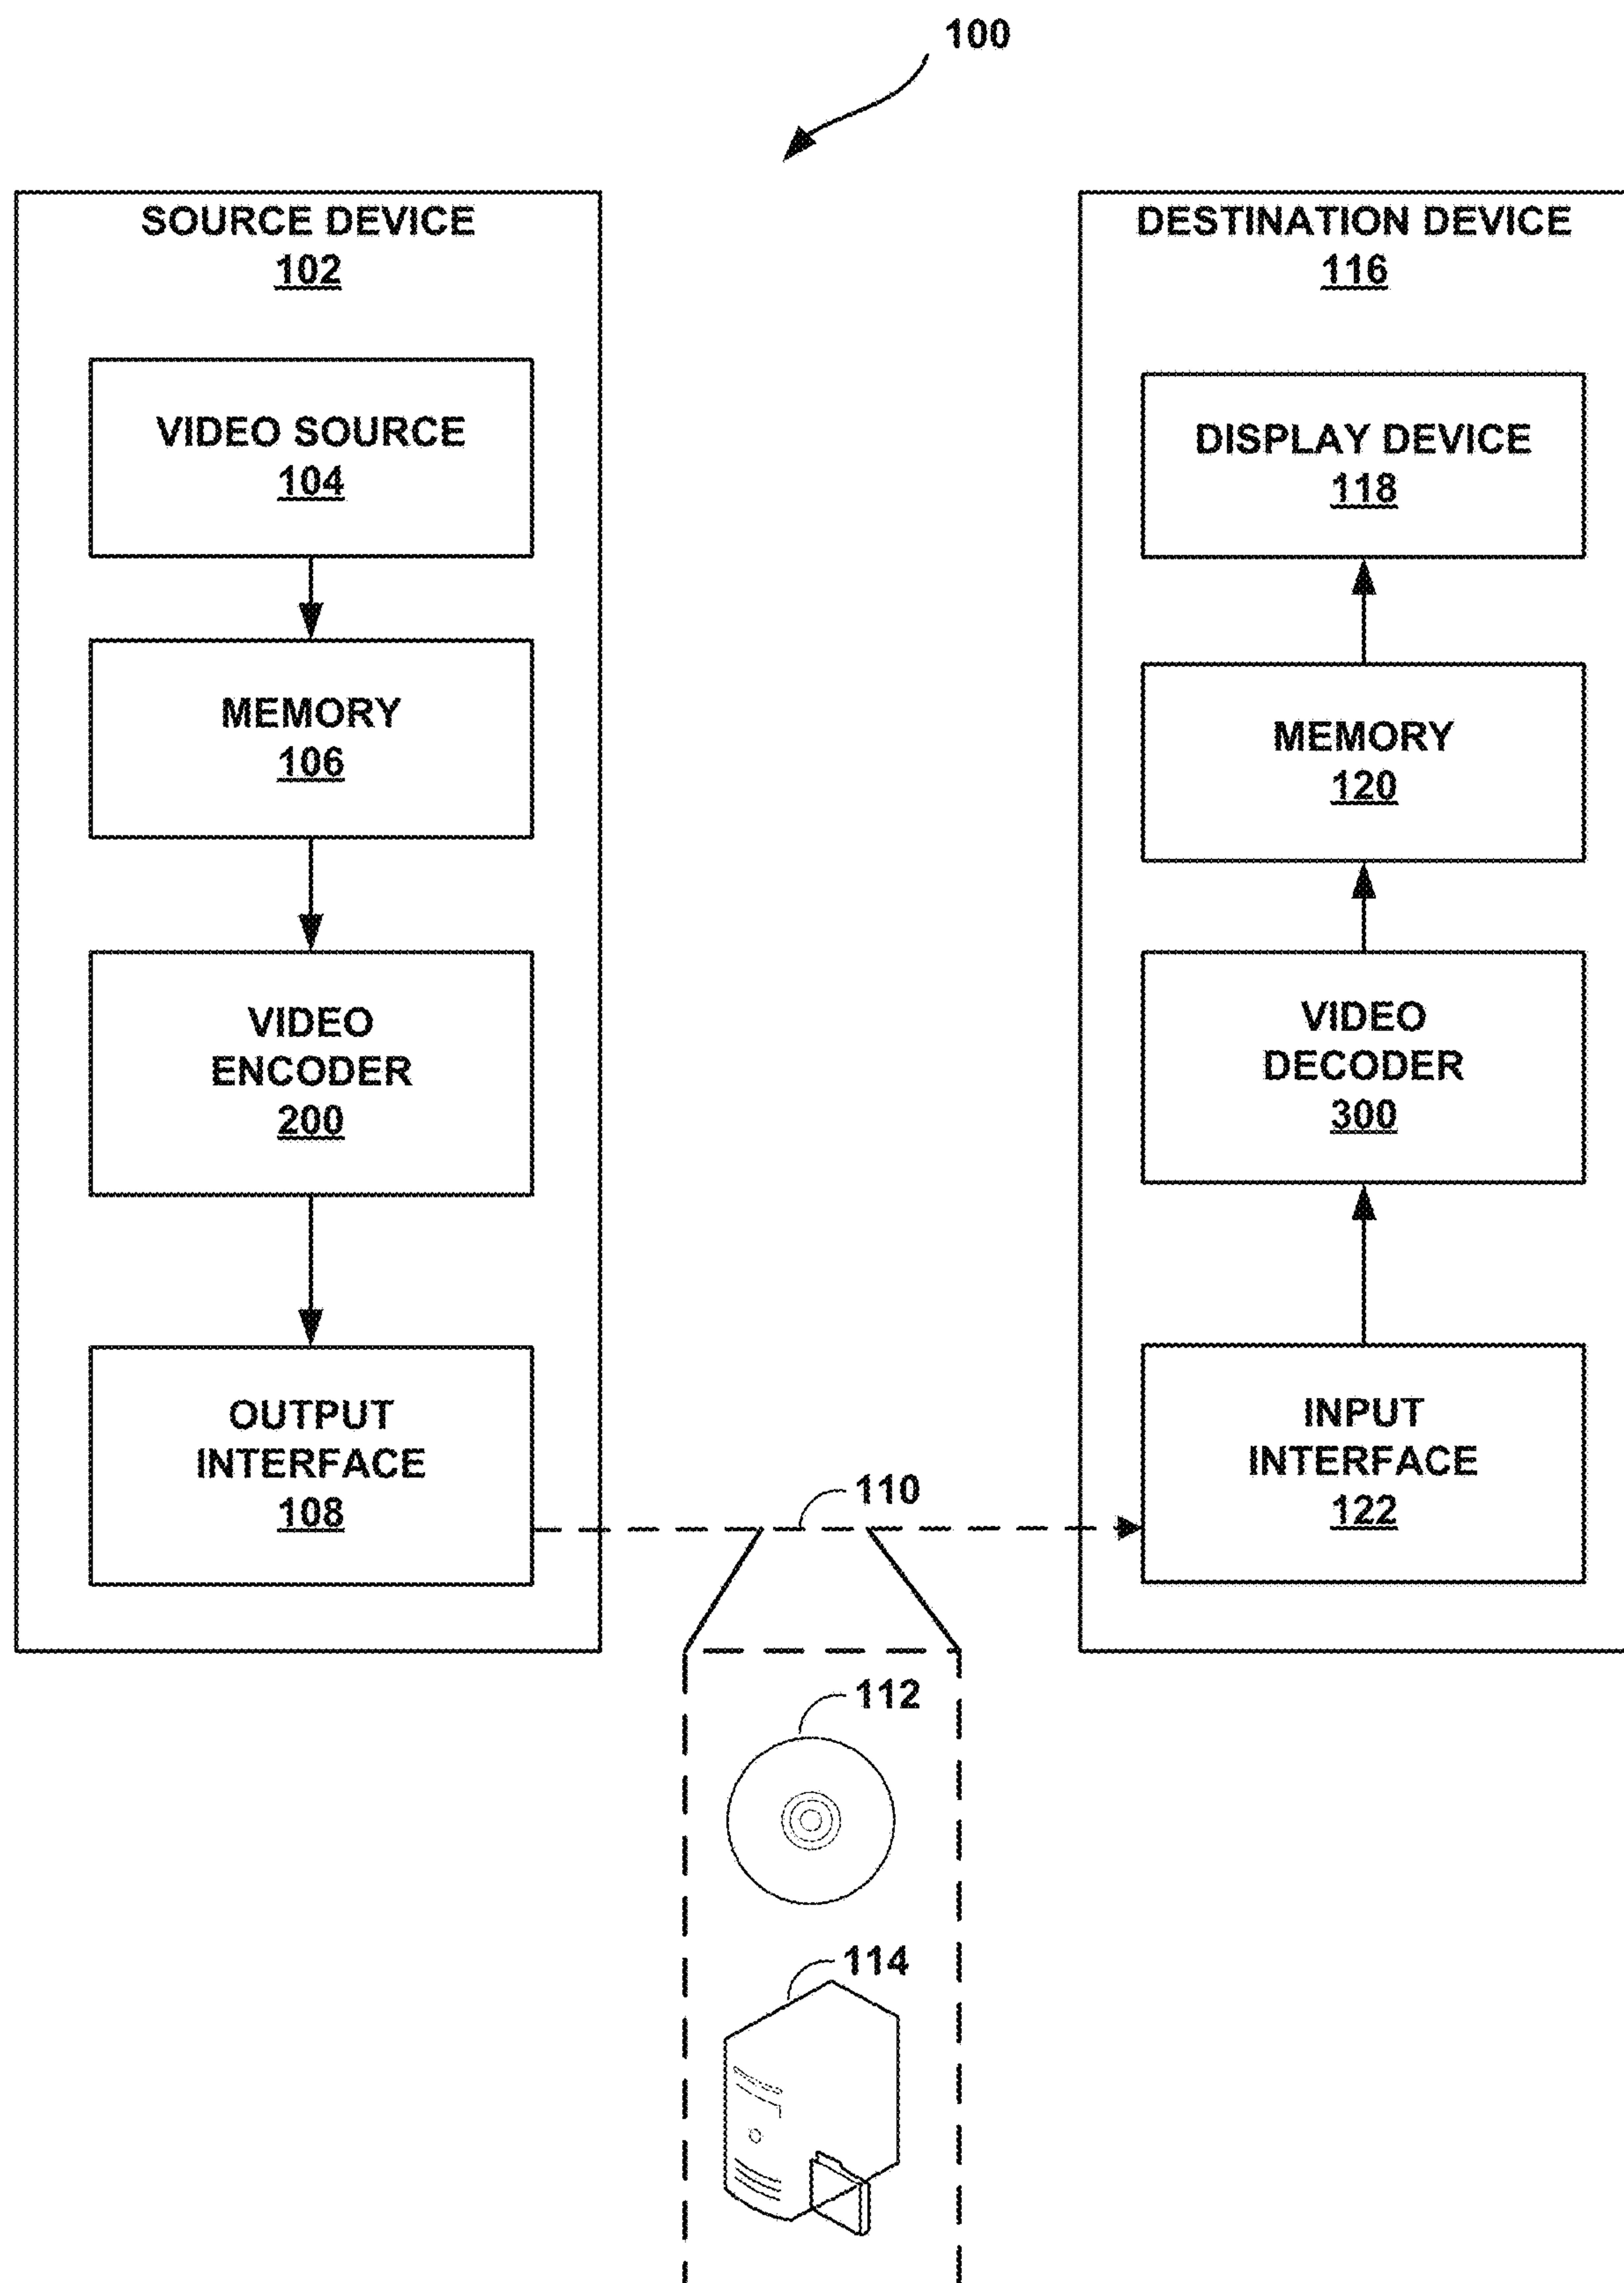 100
SOURCE DEVICE
102
VIDEO SOURCE
104
MEMORY
106
VIDEO
ENCODER
200
OUTPUT
INTERFACE
108
DESTINATION DEVICE
116
DISPLAY DEVICE
118
MEMORY
120
VIDEO
DECODER
300
INPUT
INTERFACE
122
110
112
114